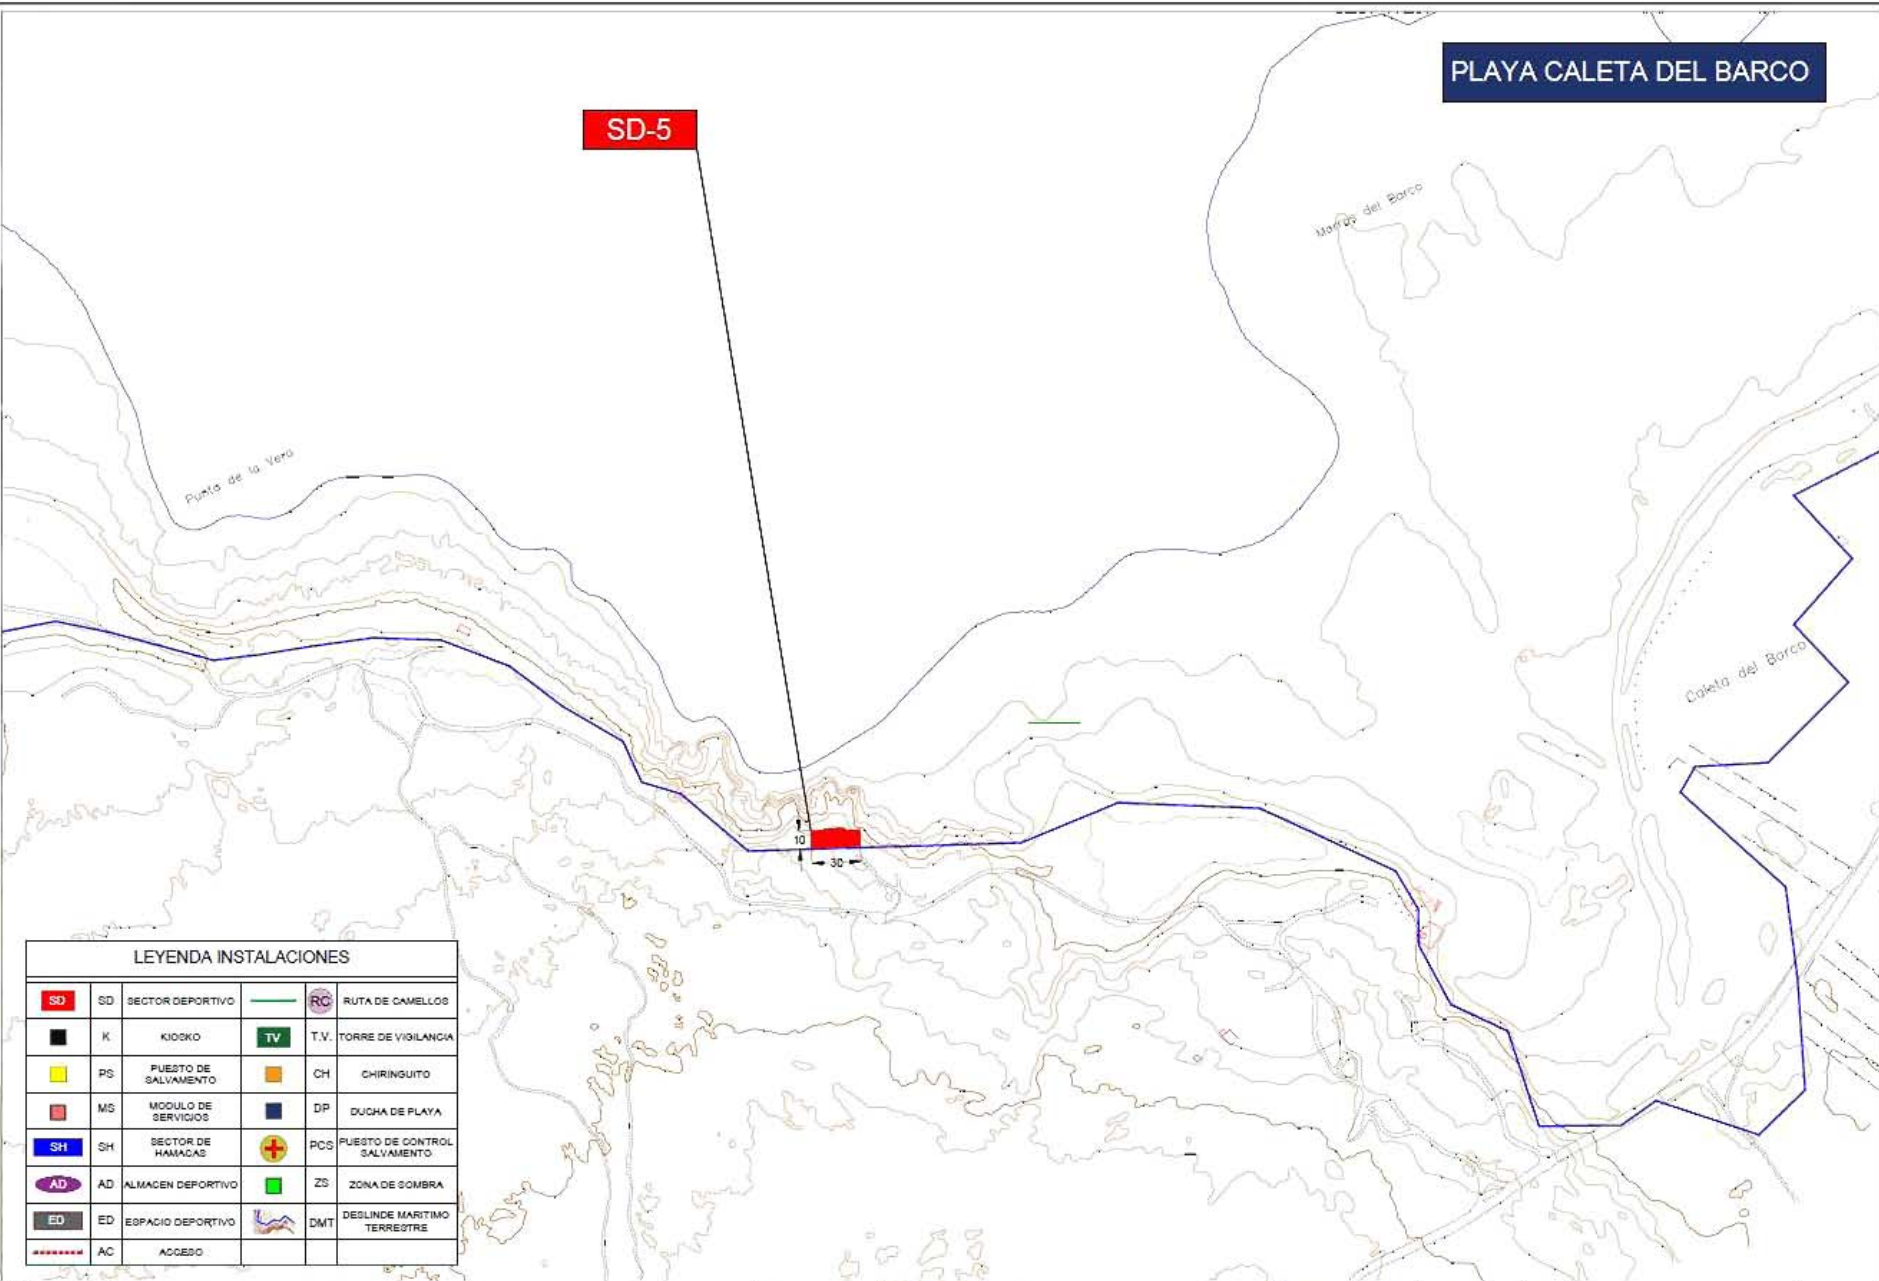 PLAYA CALETA DEL BARCO
SD-5
Morros del Barco
Punta de la Vera
Caleta del Barco
10
30
LEYENDA INSTALACIONES
SD SD SECTOR DEPORTIVO RC RUTA DE CAMELLOS
K KIOSKO TV T.V. TORRE DE VIGILANCIA
PS PUESTO DE SALVAMENTO CH CHIRINGUITO
MS MODULO DE SERVICIOS DP DUCHA DE PLAYA
SH SH SECTOR DE HAMACAS PCS PUESTO DE CONTROL SALVAMENTO
AD AD ALMACEN DEPORTIVO ZS ZONA DE SOMBRA
ED ED ESPACIO DEPORTIVO DMT DESLINDE MARITIMO TERRESTRE
AC ACCESO